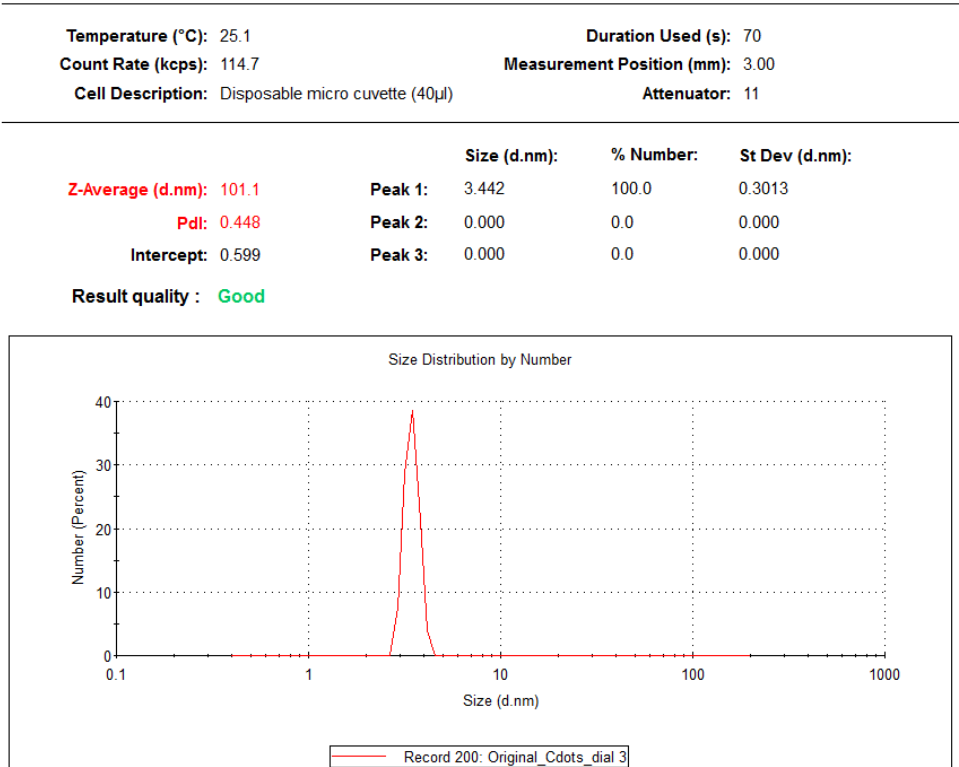 Temperature (°C): 25.1 Duration Used (s): 70
Count Rate (kcps): 114.7 Measurement Position (mm): 3.00
Cell Description: Disposable micro cuvette (40µl) Attenuator: 11
Size (d.nm): % Number: St Dev (d.nm):
Z-Average (d.nm): 101.1 Peak 1: 3.442 100.0 0.3013
PdI: 0.448 Peak 2: 0.000 0.0 0.000
Intercept: 0.599 Peak 3: 0.000 0.0 0.000
Result quality : Good
Size Distribution by Number
40
30
20
10
0
Number (Percent)
0.1 1 10 100 1000
Size (d.nm)
Record 200: Original_Cdots_dial 3